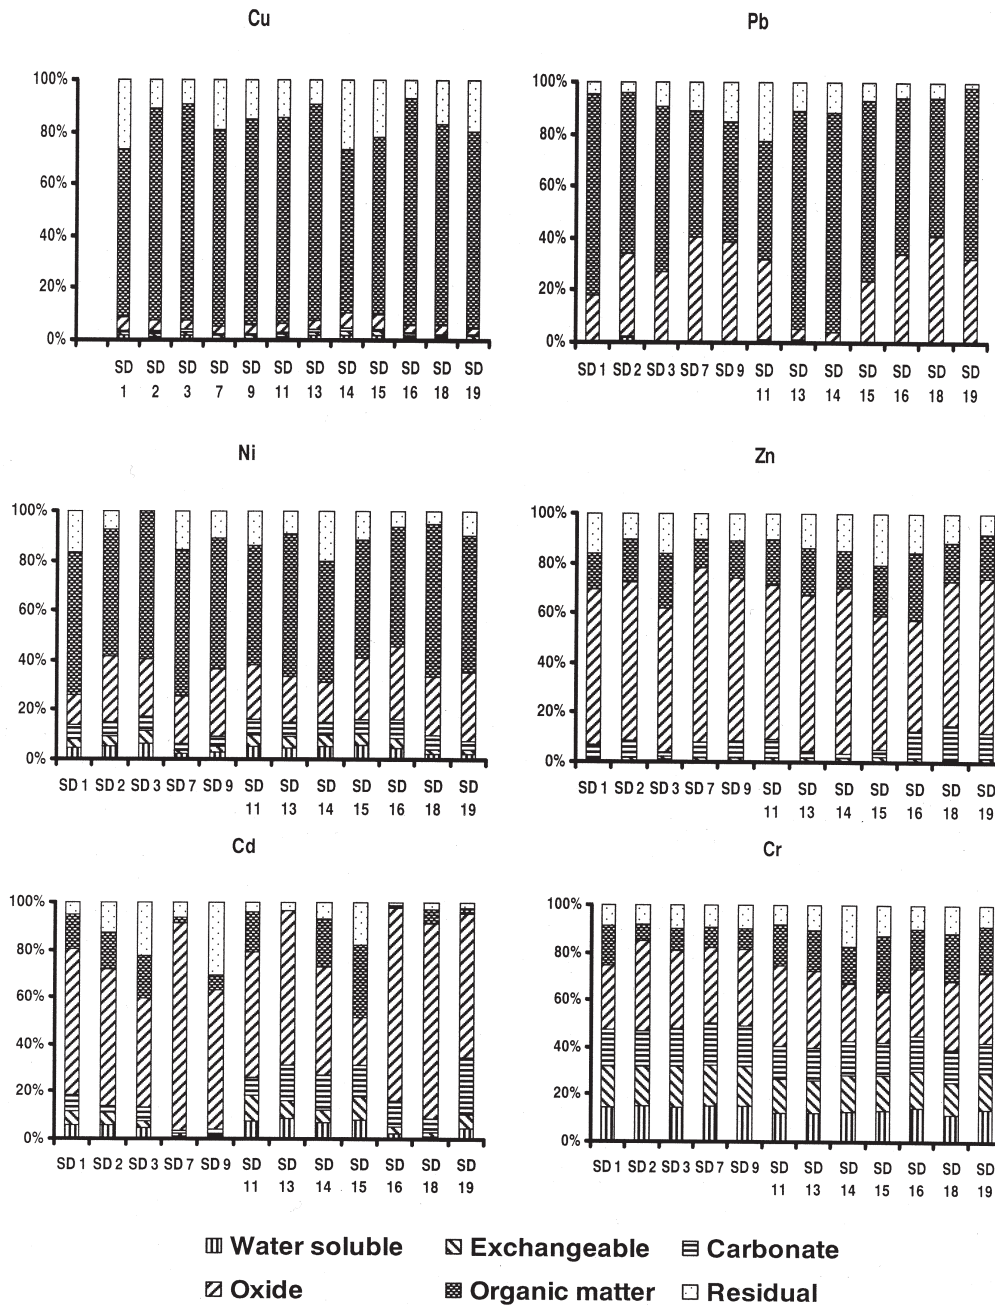 Cu
100%
80%
60%
40%
20%
0%
SD SD SD SD SD SD SD SD SD SD SD SD
1 2 3 7 9 11 13 14 15 16 18 19
Pb
100%
80%
60%
40%
20%
0%
SD 1 SD 2 SD 3 SD 7 SD 9 SD SD SD SD SD SD SD
11 13 14 15 16 18 19
Ni
100%
80%
60%
40%
20%
0%
SD 1 SD 2 SD 3 SD 7 SD 9 SD SD SD SD SD SD SD
11 13 14 15 16 18 19
Zn
100%
80%
60%
40%
20%
0%
SD 1 SD 2 SD 3 SD 7 SD 9 SD SD SD SD SD SD SD
11 13 14 15 16 18 19
Cd
100%
80%
60%
40%
20%
0%
SD 1 SD 2 SD 3 SD 7 SD 9 SD SD SD SD SD SD SD
11 13 14 15 16 18 19
Cr
100%
80%
60%
40%
20%
0%
SD 1 SD 2 SD 3 SD 7 SD 9 SD SD SD SD SD SD SD
11 13 14 15 16 18 19
Water soluble Exchangeable Carbonate
Oxide Organic matter Residual